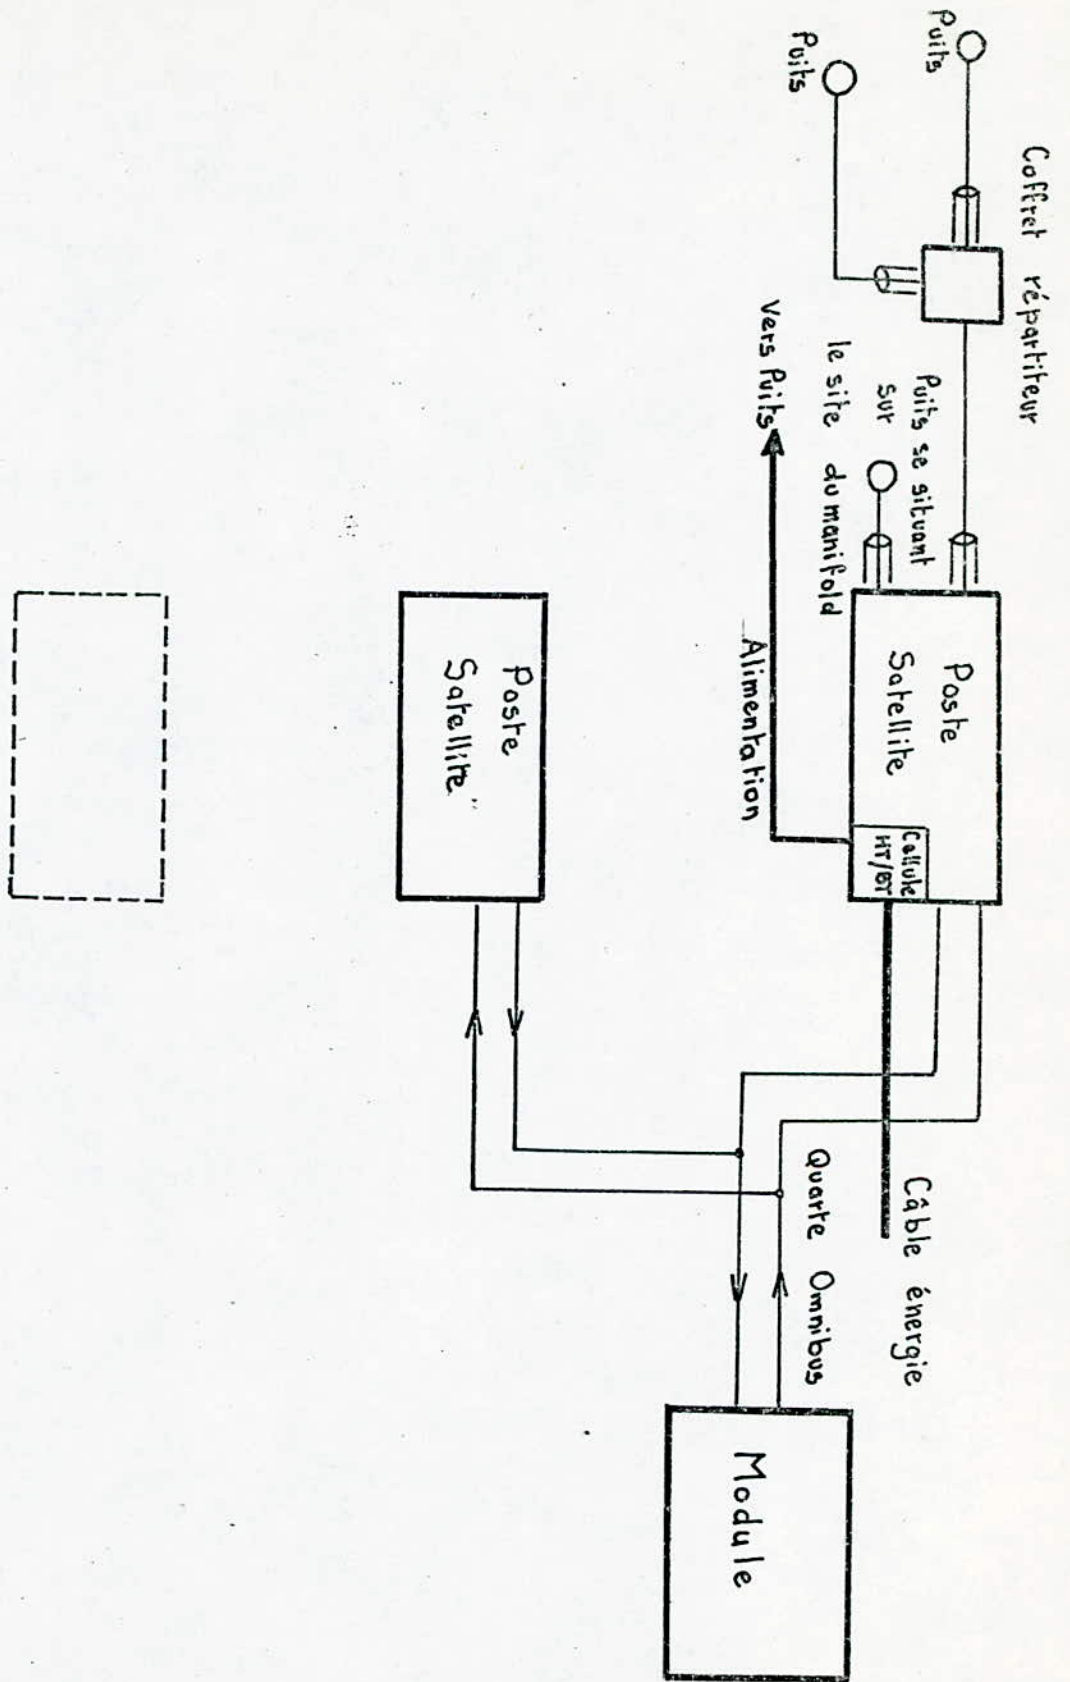 Puits
Puits
Coffret répartiteur
Puits se situant
sur
le site du manifold
Vers Puits
Alimentation
Poste
Satellite
Cellule
HT/BT
Câble énergie
Quarte Omnibus
Poste
Satellite
Module